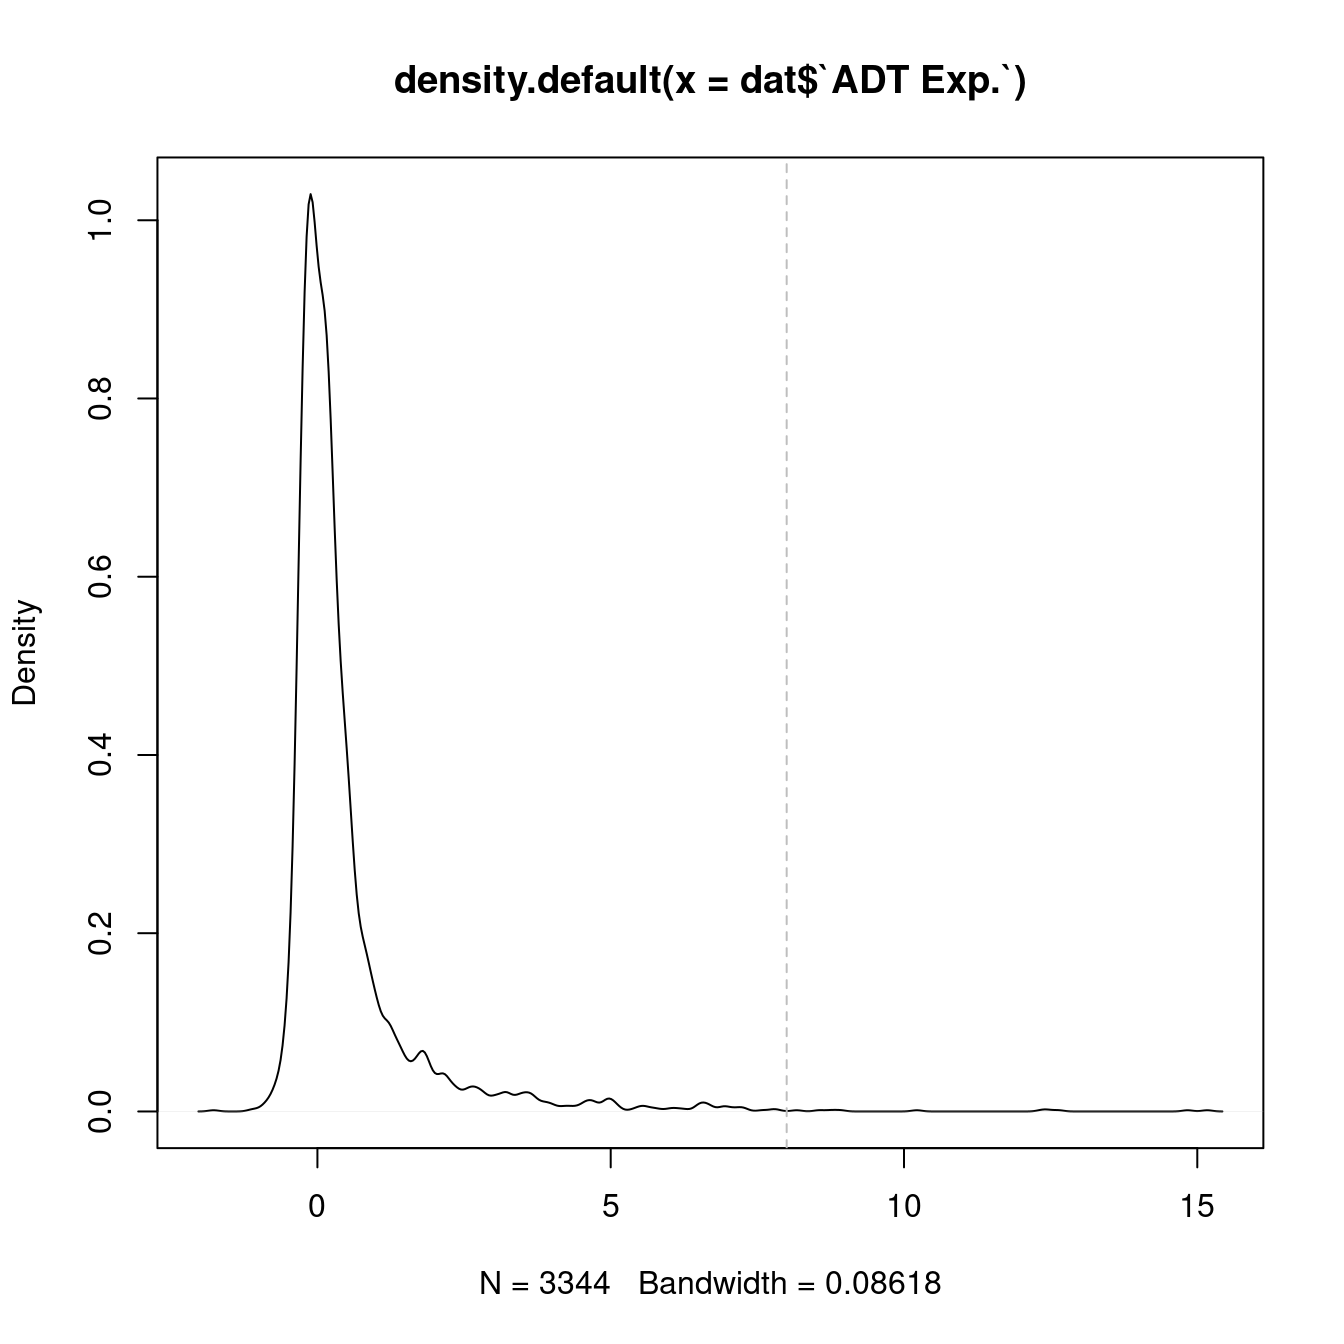 density.default(x = dat$`ADT Exp.`)
Density
1.0
0.8
0.6
0.4
0.2
0.0
0 5 10 15
N = 3344 Bandwidth = 0.08618